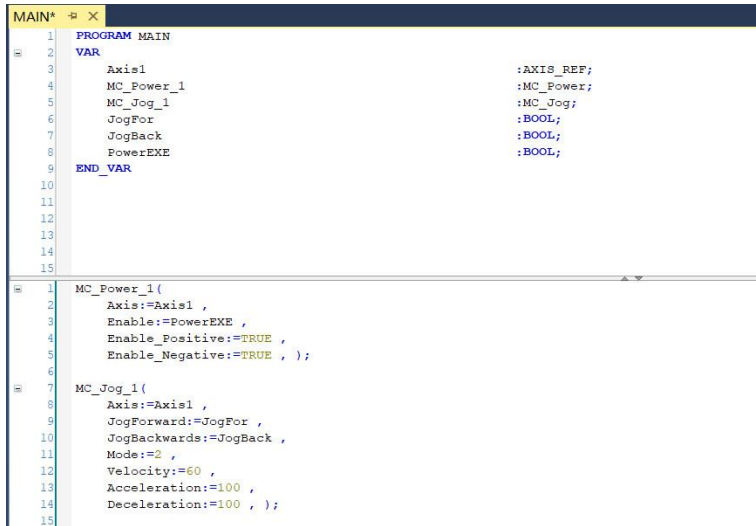 MAIN*
1 PROGRAM MAIN
2 VAR
3 Axis1 :AXIS_REF;
4 MC_Power_1 :MC_Power;
5 MC_Jog_1 :MC_Jog;
6 JogFor :BOOL;
7 JogBack :BOOL;
8 PowerEXE :BOOL;
9 END_VAR
10
11
12
13
14
15
1 MC_Power_1(
2 Axis:=Axis1 ,
3 Enable:=PowerEXE ,
4 Enable_Positive:=TRUE ,
5 Enable_Negative:=TRUE , );
6
7 MC_Jog_1(
8 Axis:=Axis1 ,
9 JogForward:=JogFor ,
10 JogBackwards:=JogBack ,
11 Mode:=2 ,
12 Velocity:=60 ,
13 Acceleration:=100 ,
14 Deceleration:=100 , );
15